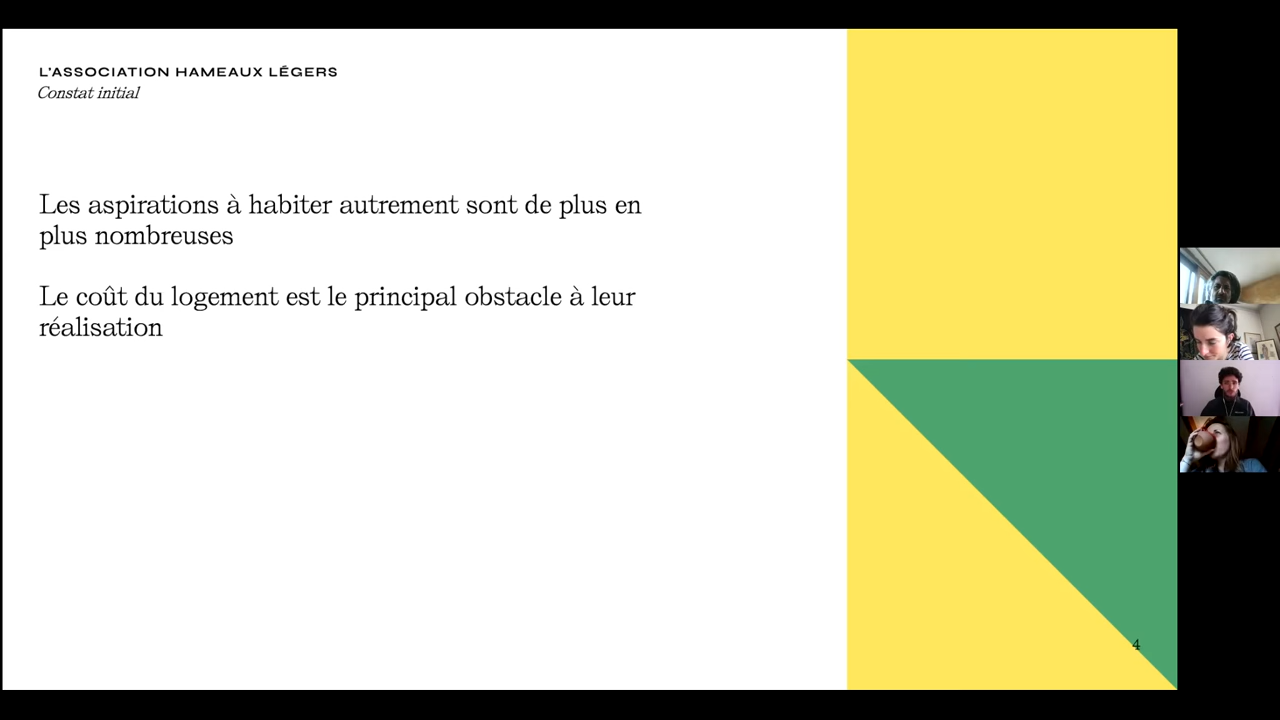 L'ASSOCIATION HAMEAUX LÉGERS
Constat initial
Les aspirations à habiter autrement sont de plus en
plus nombreuses
Le coût du logement est le principal obstacle à leur
réalisation
4